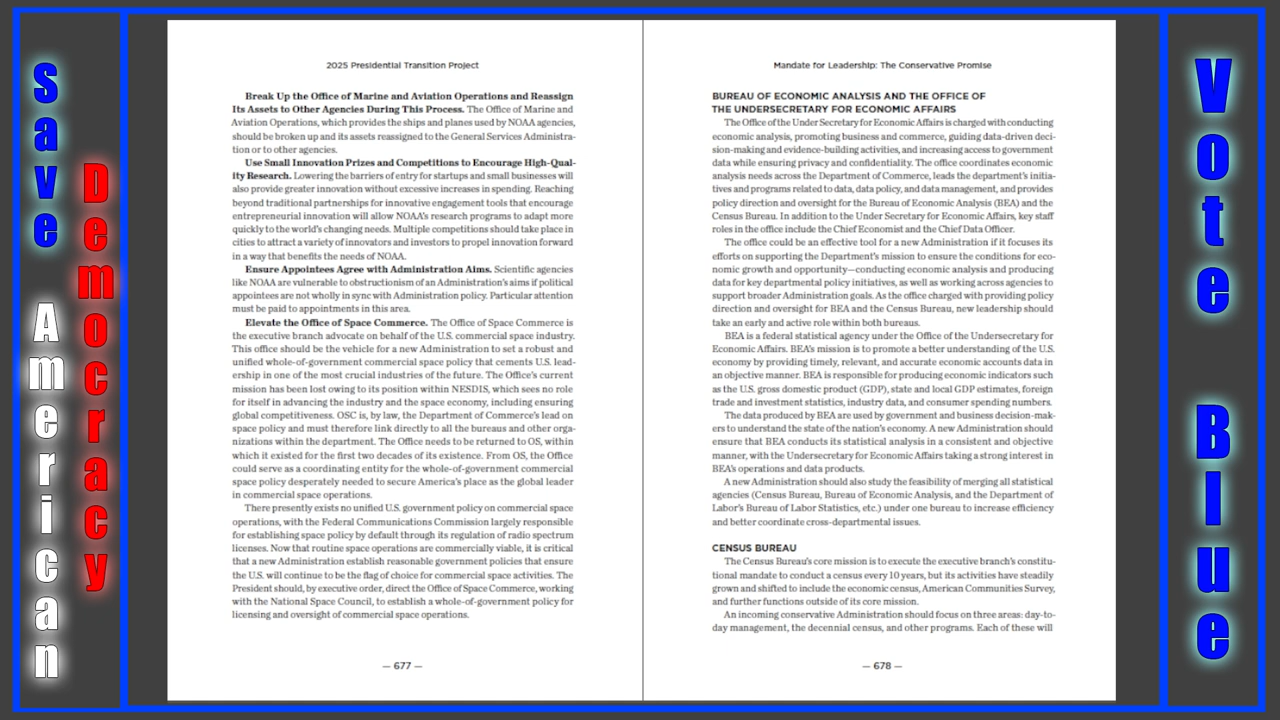 Save
American
Democracy
2025 Presidential Transition Project
Break Up the Office of Marine and Aviation Operations and Reassign
Its Assets to Other Agencies During This Process. The Office of Marine and
Aviation Operations, which provides the ships and planes used by NOAA agencies,
should be broken up and its assets reassigned to the General Services Administra-
tion or to other agencies.
Use Small Innovation Prizes and Competitions to Encourage High-Qual-
ity Research. Lowering the barriers of entry for startups and small businesses will
also provide greater innovation without excessive increases in spending. Reaching
beyond traditional partnerships for innovative engagement tools that encourage
entrepreneurial innovation will allow NOAA's research programs to adapt more
quickly to the world's changing needs. Multiple competitions should take place in
cities to attract a variety of innovators and investors to propel innovation forward
in a way that benefits the needs of NOAA.
Ensure Appointees Agree with Administration Aims. Scientific agencies
like NOAA are vulnerable to obstructionism of an Administration's aims if political
appointees are not wholly in sync with Administration policy. Particular attention
must be paid to appointments in this area.
Elevate the Office of Space Commerce. The Office of Space Commerce is
the executive branch advocate on behalf of the U.S. commercial space industry.
This office should be the vehicle for a new Administration to set a robust and
unified whole-of-government commercial space policy that cements U.S. lead-
ership in one of the most crucial industries of the future. The Office's current
mission has been lost owing to its position within NESDIS, which sees no role
for itself in advancing the industry and the space economy, including ensuring
global competitiveness. OSC is, by law, the Department of Commerce's lead on
space policy and must therefore link directly to all the bureaus and other orga-
nizations within the department. The Office needs to be returned to OS, within
which it existed for the first two decades of its existence. From OS, the Office
could serve as a coordinating entity for the whole-of-government commercial
space policy desperately needed to secure America's place as the global leader
in commercial space operations.
There presently exists no unified U.S. government policy on commercial space
operations, with the Federal Communications Commission largely responsible
for establishing space policy by default through its regulation of radio spectrum
licenses. Now that routine space operations are commercially viable, it is critical
that a new Administration establish reasonable government policies that ensure
the U.S. will continue to be the flag of choice for commercial space activities. The
President should, by executive order, direct the Office of Space Commerce, working
with the National Space Council, to establish a whole-of-government policy for
licensing and oversight of commercial space operations.
— 677 —
Mandate for Leadership: The Conservative Promise
BUREAU OF ECONOMIC ANALYSIS AND THE OFFICE OF
THE UNDERSECRETARY FOR ECONOMIC AFFAIRS
The Office of the Under Secretary for Economic Affairs is charged with conducting
economic analysis, promoting business and commerce, guiding data-driven deci-
sion-making and evidence-building activities, and increasing access to government
data while ensuring privacy and confidentiality. The office coordinates economic
analysis needs across the Department of Commerce, leads the department's initia-
tives and programs related to data, data policy, and data management, and provides
policy direction and oversight for the Bureau of Economic Analysis (BEA) and the
Census Bureau. In addition to the Under Secretary for Economic Affairs, key staff
roles in the office include the Chief Economist and the Chief Data Officer.
The office could be an effective tool for a new Administration if it focuses its
efforts on supporting the Department's mission to ensure the conditions for eco-
nomic growth and opportunity—conducting economic analysis and producing
data for key departmental policy initiatives, as well as working across agencies to
support broader Administration goals. As the office charged with providing policy
direction and oversight for BEA and the Census Bureau, new leadership should
take an early and active role within both bureaus.
BEA is a federal statistical agency under the Office of the Undersecretary for
Economic Affairs. BEA's mission is to promote a better understanding of the U.S.
economy by providing timely, relevant, and accurate economic accounts data in
an objective manner. BEA is responsible for producing economic indicators such
as the U.S. gross domestic product (GDP), state and local GDP estimates, foreign
trade and investment statistics, industry data, and consumer spending numbers.
The data produced by BEA are used by government and business decision-mak-
ers to understand the state of the nation's economy. A new Administration should
ensure that BEA conducts its statistical analysis in a consistent and objective
manner, with the Undersecretary for Economic Affairs taking a strong interest in
BEA's operations and data products.
A new Administration should also study the feasibility of merging all statistical
agencies (Census Bureau, Bureau of Economic Analysis, and the Department of
Labor's Bureau of Labor Statistics, etc.) under one bureau to increase efficiency
and better coordinate cross-departmental issues.
CENSUS BUREAU
The Census Bureau's core mission is to execute the executive branch's constitu-
tional mandate to conduct a census every 10 years, but its activities have steadily
grown and shifted to include the economic census, American Communities Survey,
and further functions outside of its core mission.
An incoming conservative Administration should focus on three areas: day-to-
day management, the decennial census, and other programs. Each of these will
— 678 —
Vote Blue